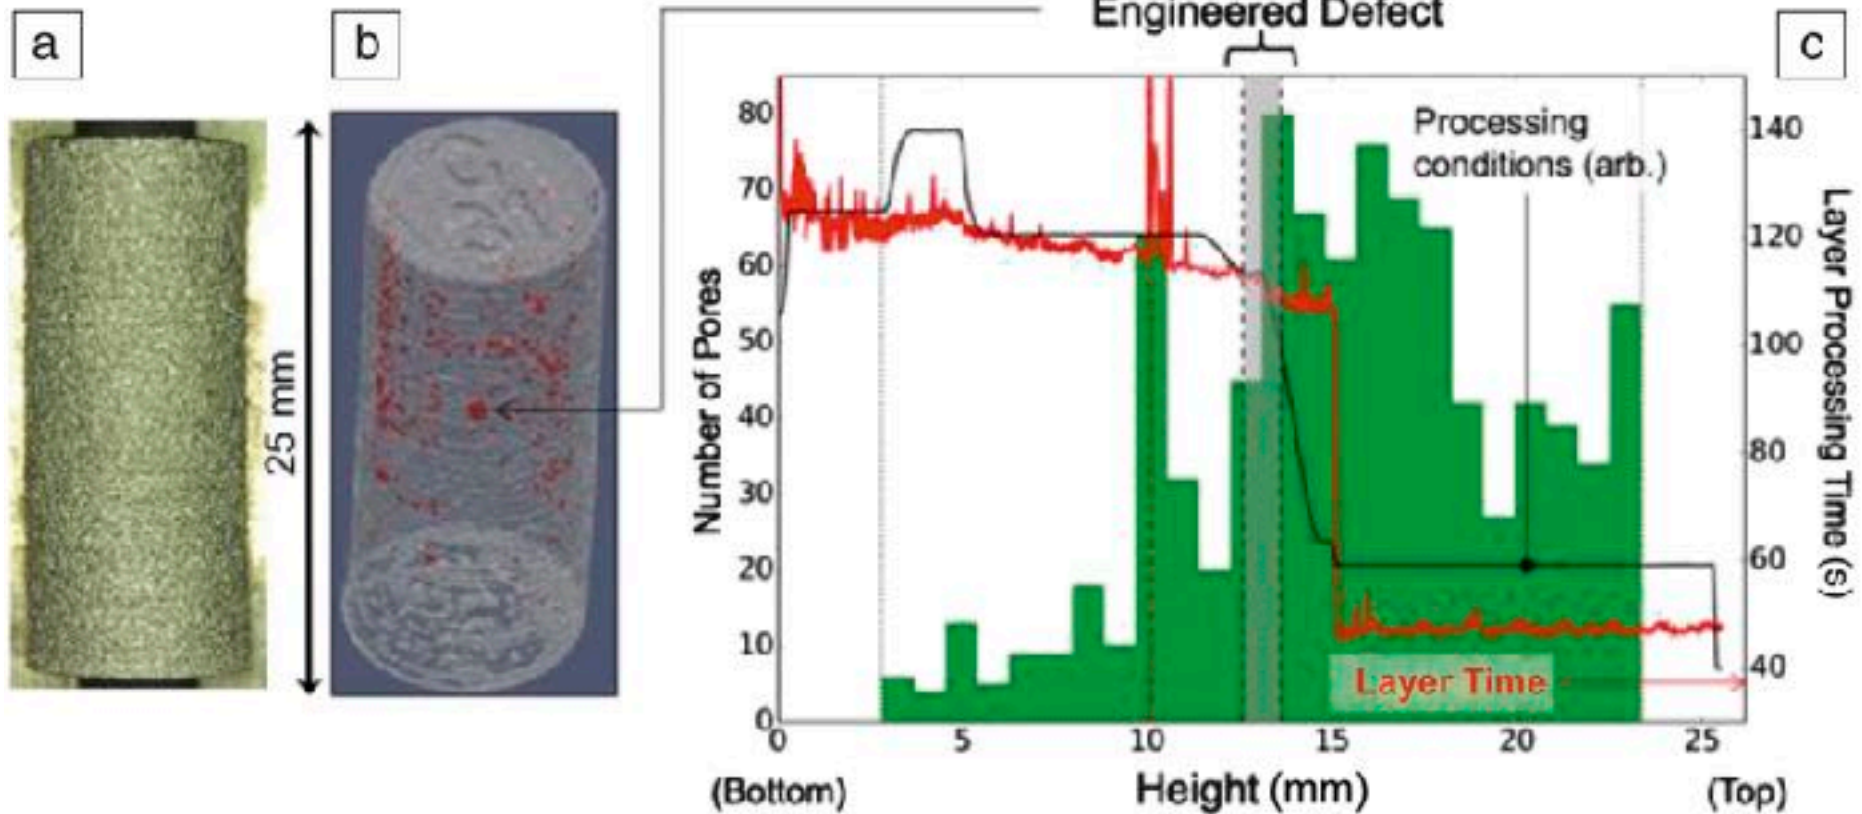 a
b
c
Engineered Defect
25 mm
Number of Pores
80
70
60
50
40
30
20
10
0
Processing
conditions (arb.)
Layer Time
140
120
100
80
60
40
Layer Processing Time (s)
0 5 10 15 20 25
(Bottom) Height (mm) (Top)